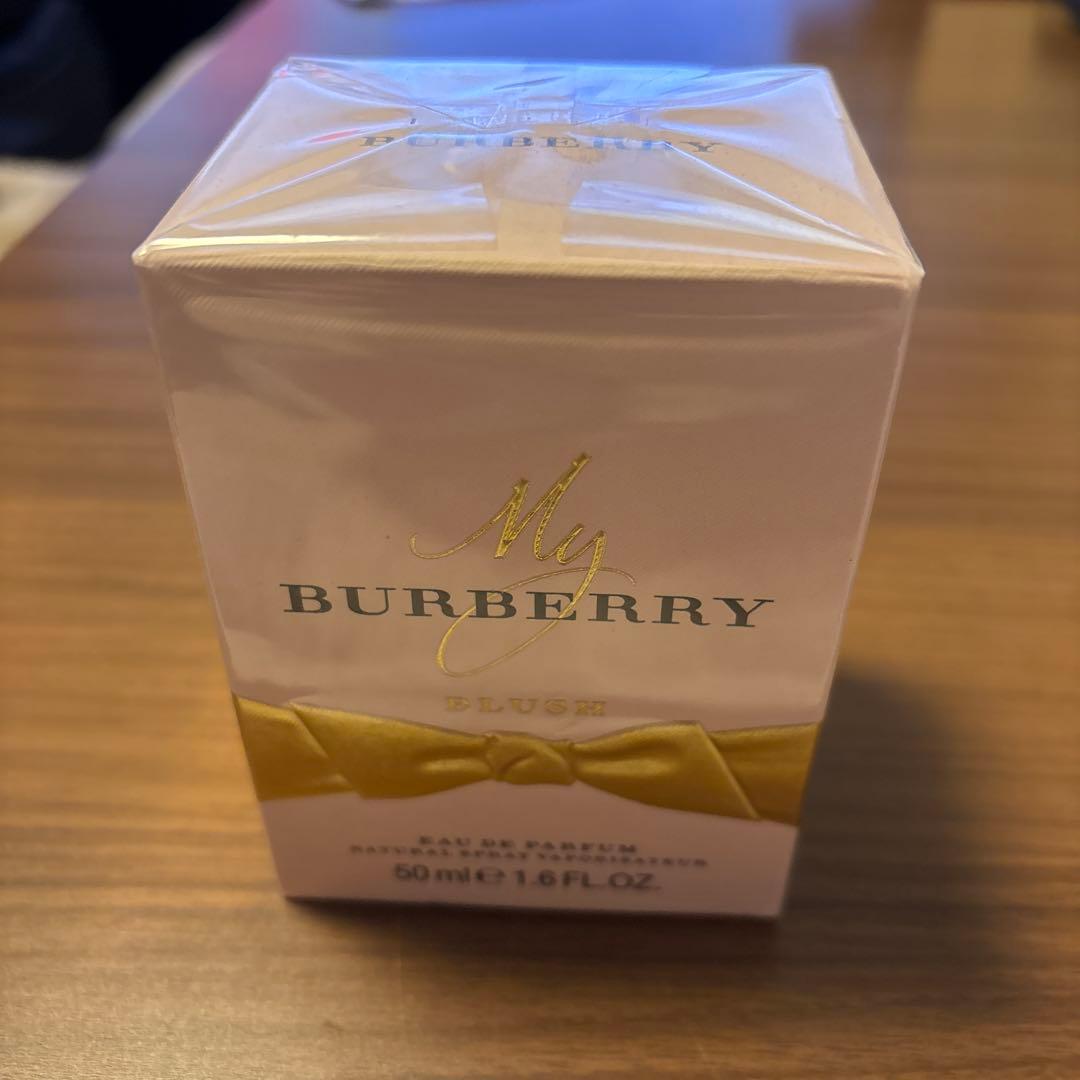 BURBERRY
My
BURBERRY
BLUSH
EAU DE PARFUM
NATURAL SPRAY VAPORISATEUR
50 ml ℮ 1.6 FL.OZ.